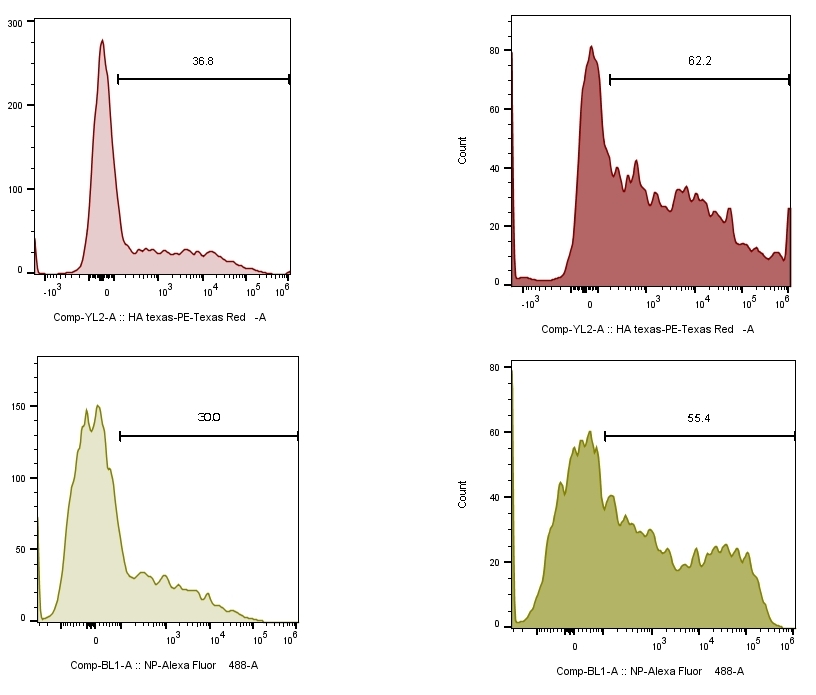 300
200
100
0
36.8
-10³ 0 10³ 10⁴ 10⁵ 10⁶
Comp-YL2-A :: HA texas-PE-Texas Red -A
80
60
40
20
0
Count
62.2
-10³ 0 10³ 10⁴ 10⁵ 10⁶
Comp-YL2-A :: HA texas-PE-Texas Red -A
150
100
50
0
30.0
0 10³ 10⁴ 10⁵ 10⁶
Comp-BL1-A :: NP-Alexa Fluor 488-A
80
60
40
20
0
Count
55.4
0 10³ 10⁴ 10⁵ 10⁶
Comp-BL1-A :: NP-Alexa Fluor 488-A